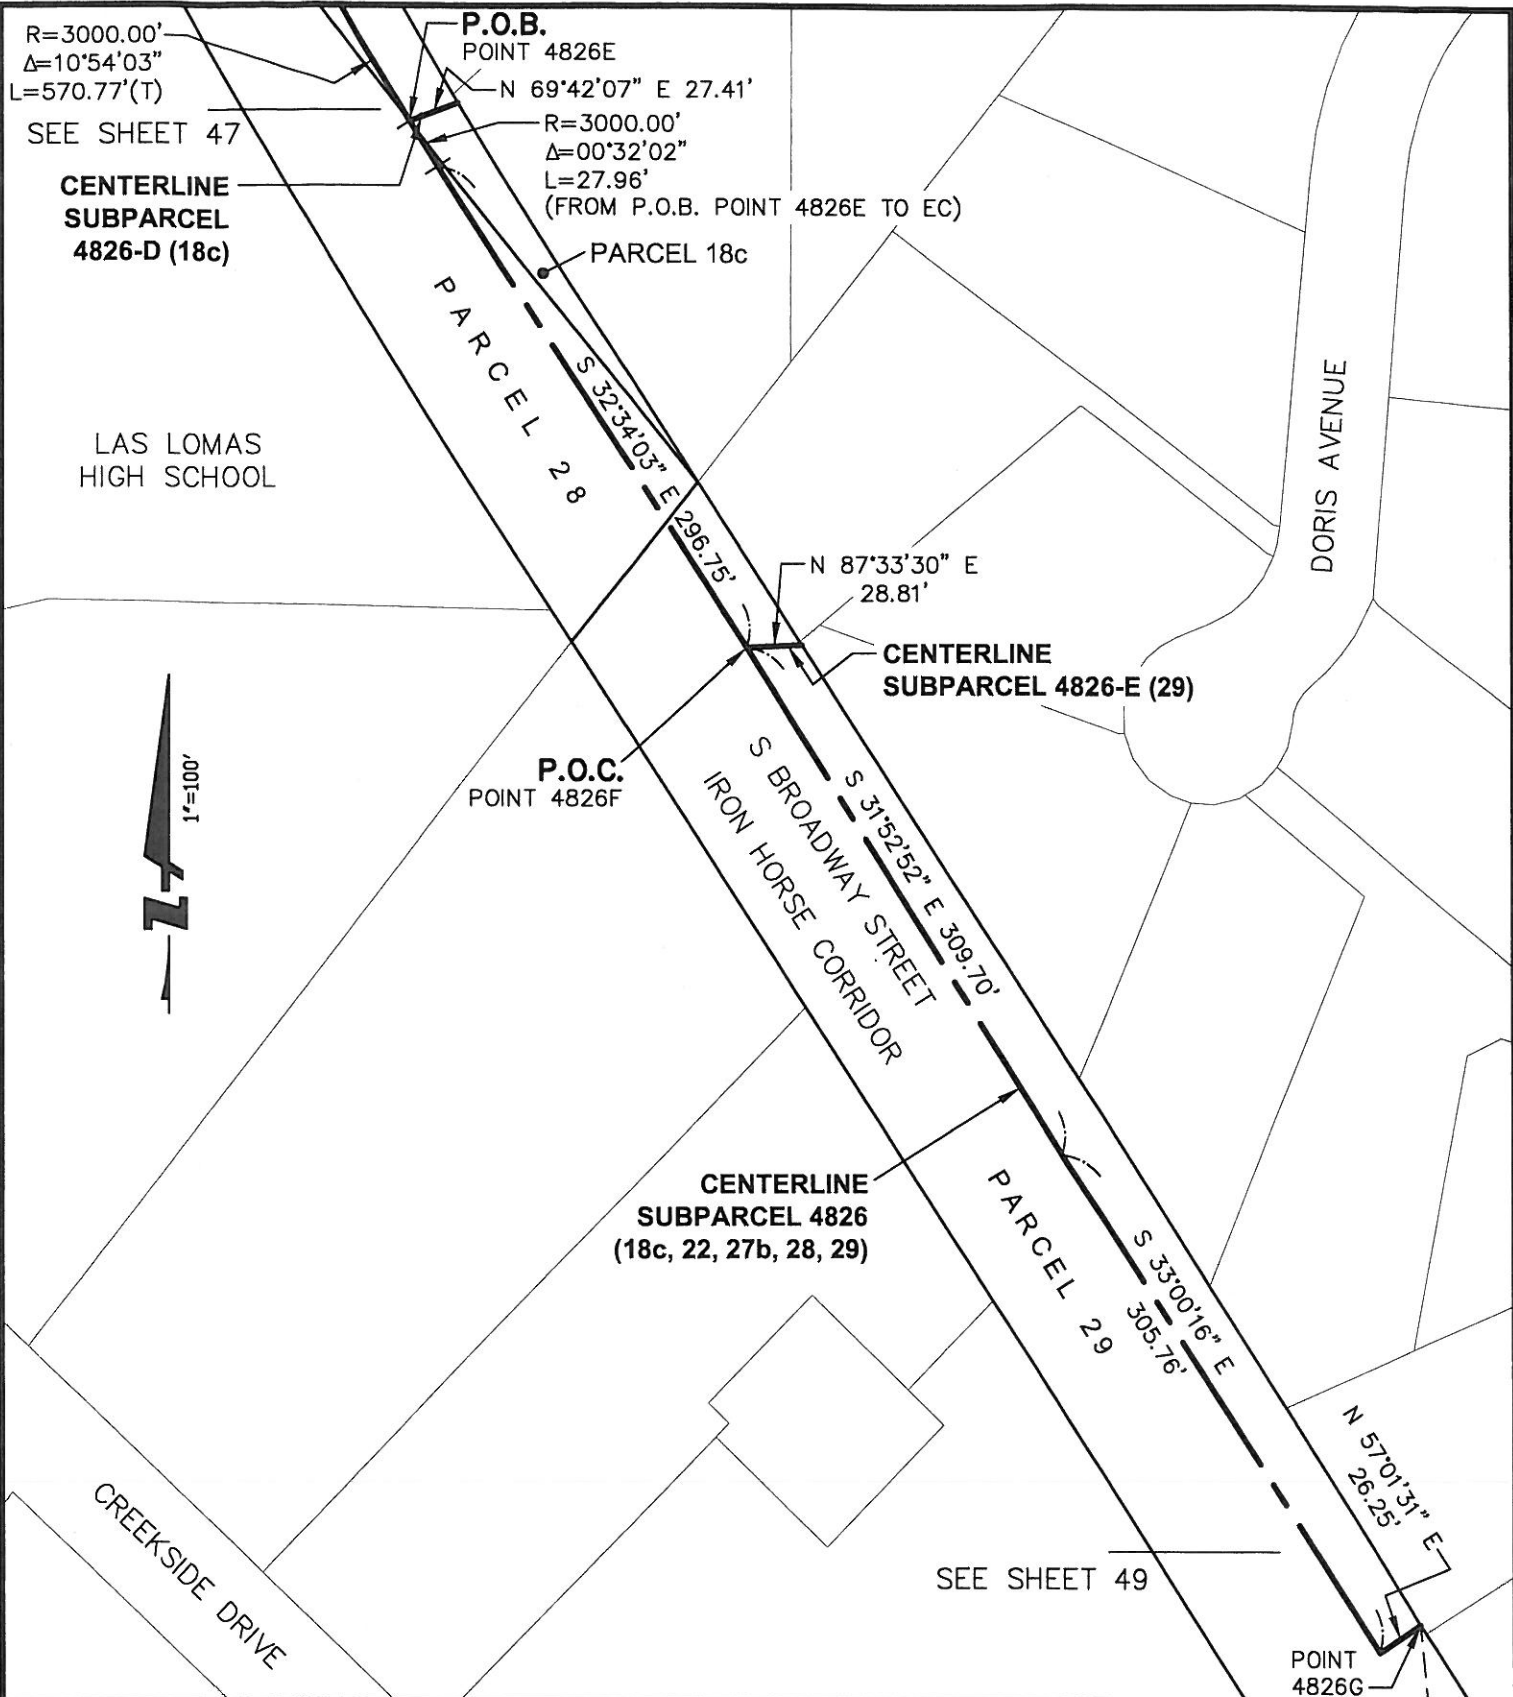 R=3000.00'
Δ=10°54'03"
L=570.77'(T)
SEE SHEET 47
P.O.B.
POINT 4826E
N 69°42'07" E 27.41'
R=3000.00'
Δ=00°32'02"
L=27.96'
(FROM P.O.B. POINT 4826E TO EC)
CENTERLINE
SUBPARCEL
4826-D (18c)
PARCEL 18c
PARCEL 28
S 32°34'03" E 296.75'
LAS LOMAS
HIGH SCHOOL
DORIS AVENUE
N 87°33'30" E
28.81'
CENTERLINE
SUBPARCEL 4826-E (29)
1"=100'
N
P.O.C.
POINT 4826F
S BROADWAY STREET
IRON HORSE CORRIDOR
S 31°52'52" E 309.70'
CENTERLINE
SUBPARCEL 4826
(18c, 22, 27b, 28, 29)
PARCEL 29
S 33°00'16" E
305.76'
N 57°01'31" E
26.25'
CREEKSIDE DRIVE
SEE SHEET 49
POINT
4826G